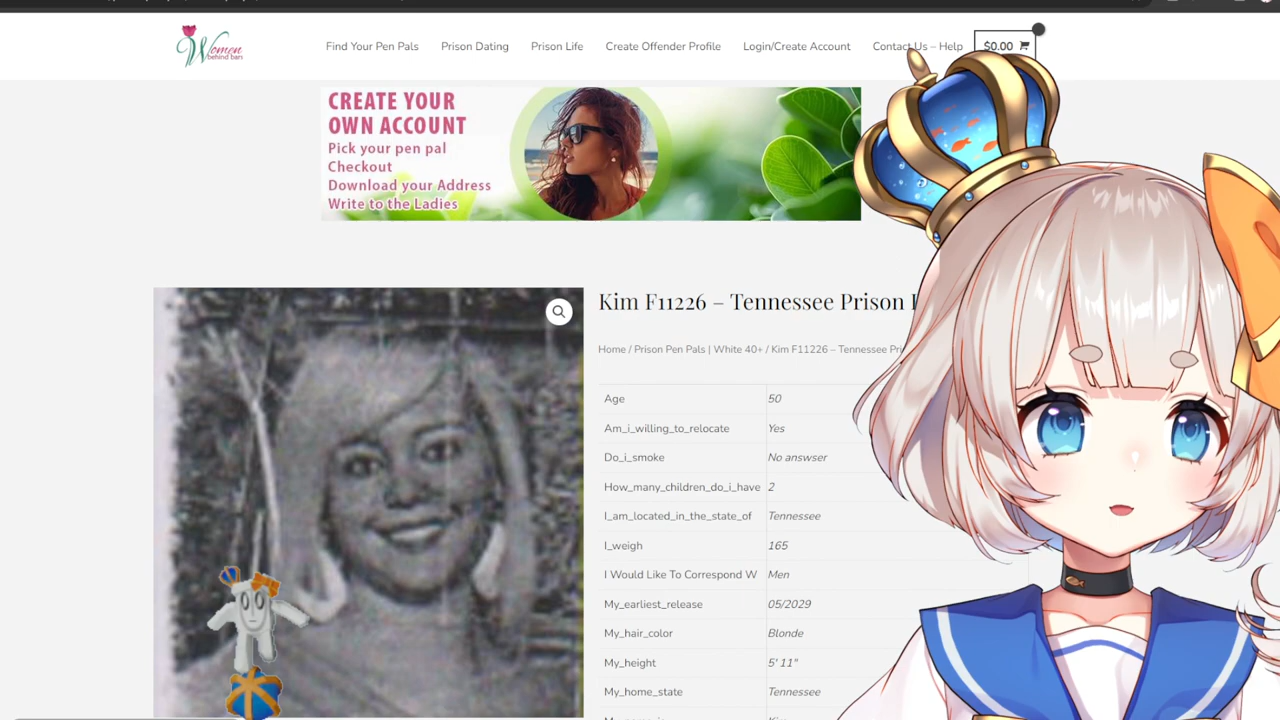 Women
behind bars
Find Your Pen Pals
Prison Dating
Prison Life
Create Offender Profile
Login/Create Account
Contact Us – Help
$0.00
CREATE YOUR
OWN ACCOUNT
Pick your pen pal
Checkout
Download your Address
Write to the Ladies
Kim F11226 – Tennessee Prison
Home / Prison Pen Pals | White 40+ / Kim F11226 – Tennessee
Age 50
Am_i_willing_to_relocate Yes
Do_i_smoke No answser
How_many_children_do_i_have 2
I_am_located_in_the_state_of Tennessee
I_weigh 165
I Would Like To Correspond W Men
My_earliest_release 05/2029
My_hair_color Blonde
My_height 5' 11"
My_home_state Tennessee